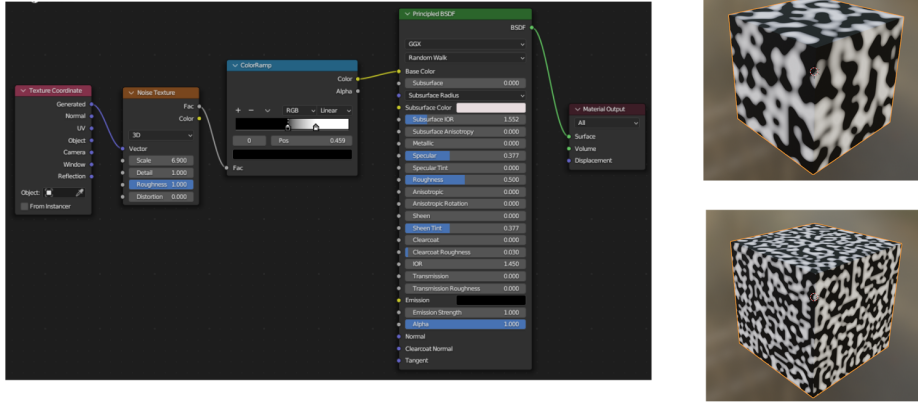 Texture Coordinate
Generated
Normal
UV
Object
Camera
Window
Reflection
Object:
From Instancer
Noise Texture
Fac
Color
3D
Vector
Scale 6.900
Detail 1.000
Roughness 1.000
Distortion 0.000
ColorRamp
Color
Alpha
+ − RGB Linear
0 Pos 0.459
Fac
Principled BSDF
BSDF
GGX
Random Walk
Base Color
Subsurface 0.000
Subsurface Radius
Subsurface Color
Subsurface IOR 1.552
Subsurface Anisotropy 0.000
Metallic 0.000
Specular 0.377
Specular Tint 0.000
Roughness 0.500
Anisotropic 0.000
Anisotropic Rotation 0.000
Sheen 0.000
Sheen Tint 0.377
Clearcoat 0.000
Clearcoat Roughness 0.030
IOR 1.450
Transmission 0.000
Transmission Roughness 0.000
Emission
Emission Strength 1.000
Alpha 1.000
Normal
Clearcoat Normal
Tangent
Material Output
All
Surface
Volume
Displacement